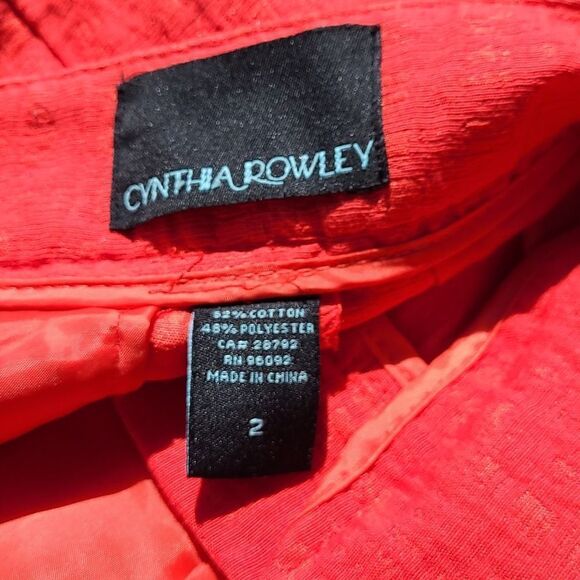 CYNTHIA ROWLEY
52% COTTON
48% POLYESTER
CA# 28792
RN 96092
MADE IN CHINA
2